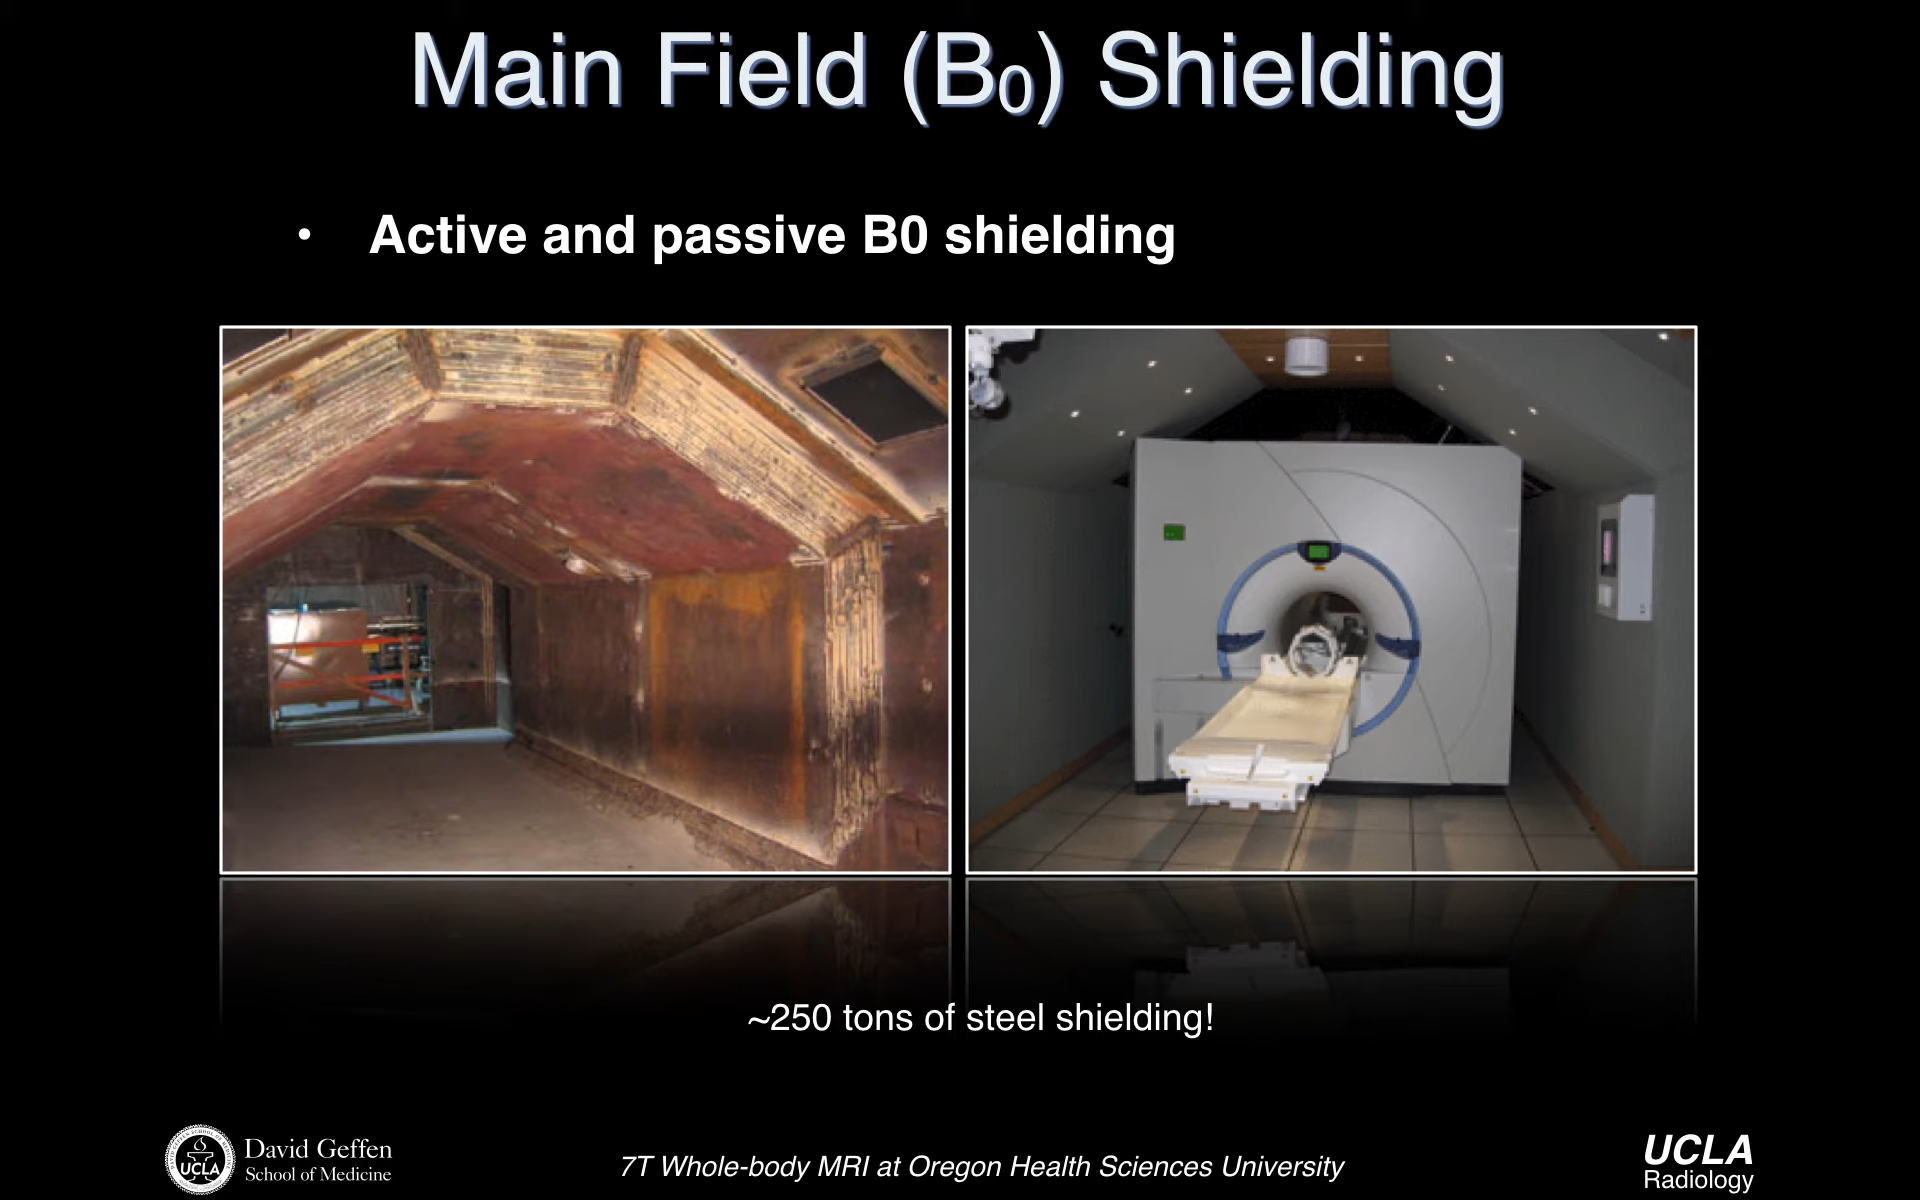 Main Field (B₀) Shielding
• Active and passive B0 shielding
~250 tons of steel shielding!
UCLA
David Geffen
School of Medicine
7T Whole-body MRI at Oregon Health Sciences University
UCLA
Radiology